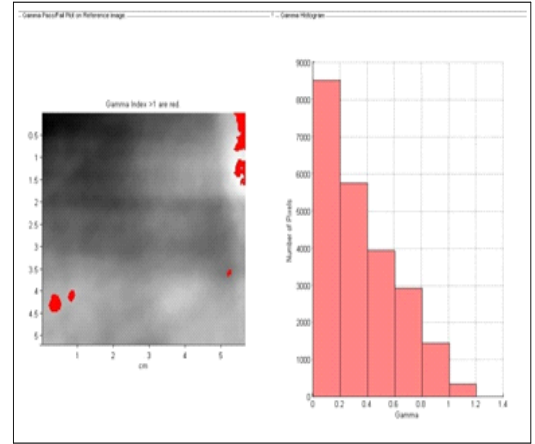 Gamma Pass/Fail Plot on Reference image
Gamma Histogram
Gamma Index >1 are red.
0.5
1
1.5
2
2.5
3
3.5
4
4.5
5
1 2 3 4 5
cm
Number of Pixels
9000
8000
7000
6000
5000
4000
3000
2000
1000
0
0 0.2 0.4 0.6 0.8 1 1.2 1.4
Gamma